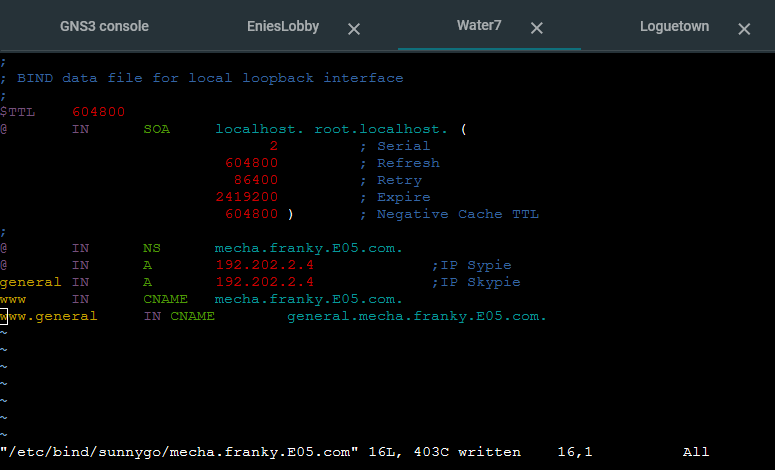 GNS3 console EniesLobby × Water7 × Loguetown ×
;
; BIND data file for local loopback interface
;
$TTL 604800
@ IN SOA localhost. root.localhost. (
2 ; Serial
604800 ; Refresh
86400 ; Retry
2419200 ; Expire
604800 ) ; Negative Cache TTL
;
@ IN NS mecha.franky.E05.com.
@ IN A 192.202.2.4 ;IP Sypie
general IN A 192.202.2.4 ;IP Skypie
www IN CNAME mecha.franky.E05.com.
www.general IN CNAME general.mecha.franky.E05.com.
~
~
~
~
~
~
~
"/etc/bind/sunnygo/mecha.franky.E05.com" 16L, 403C written 16,1 All